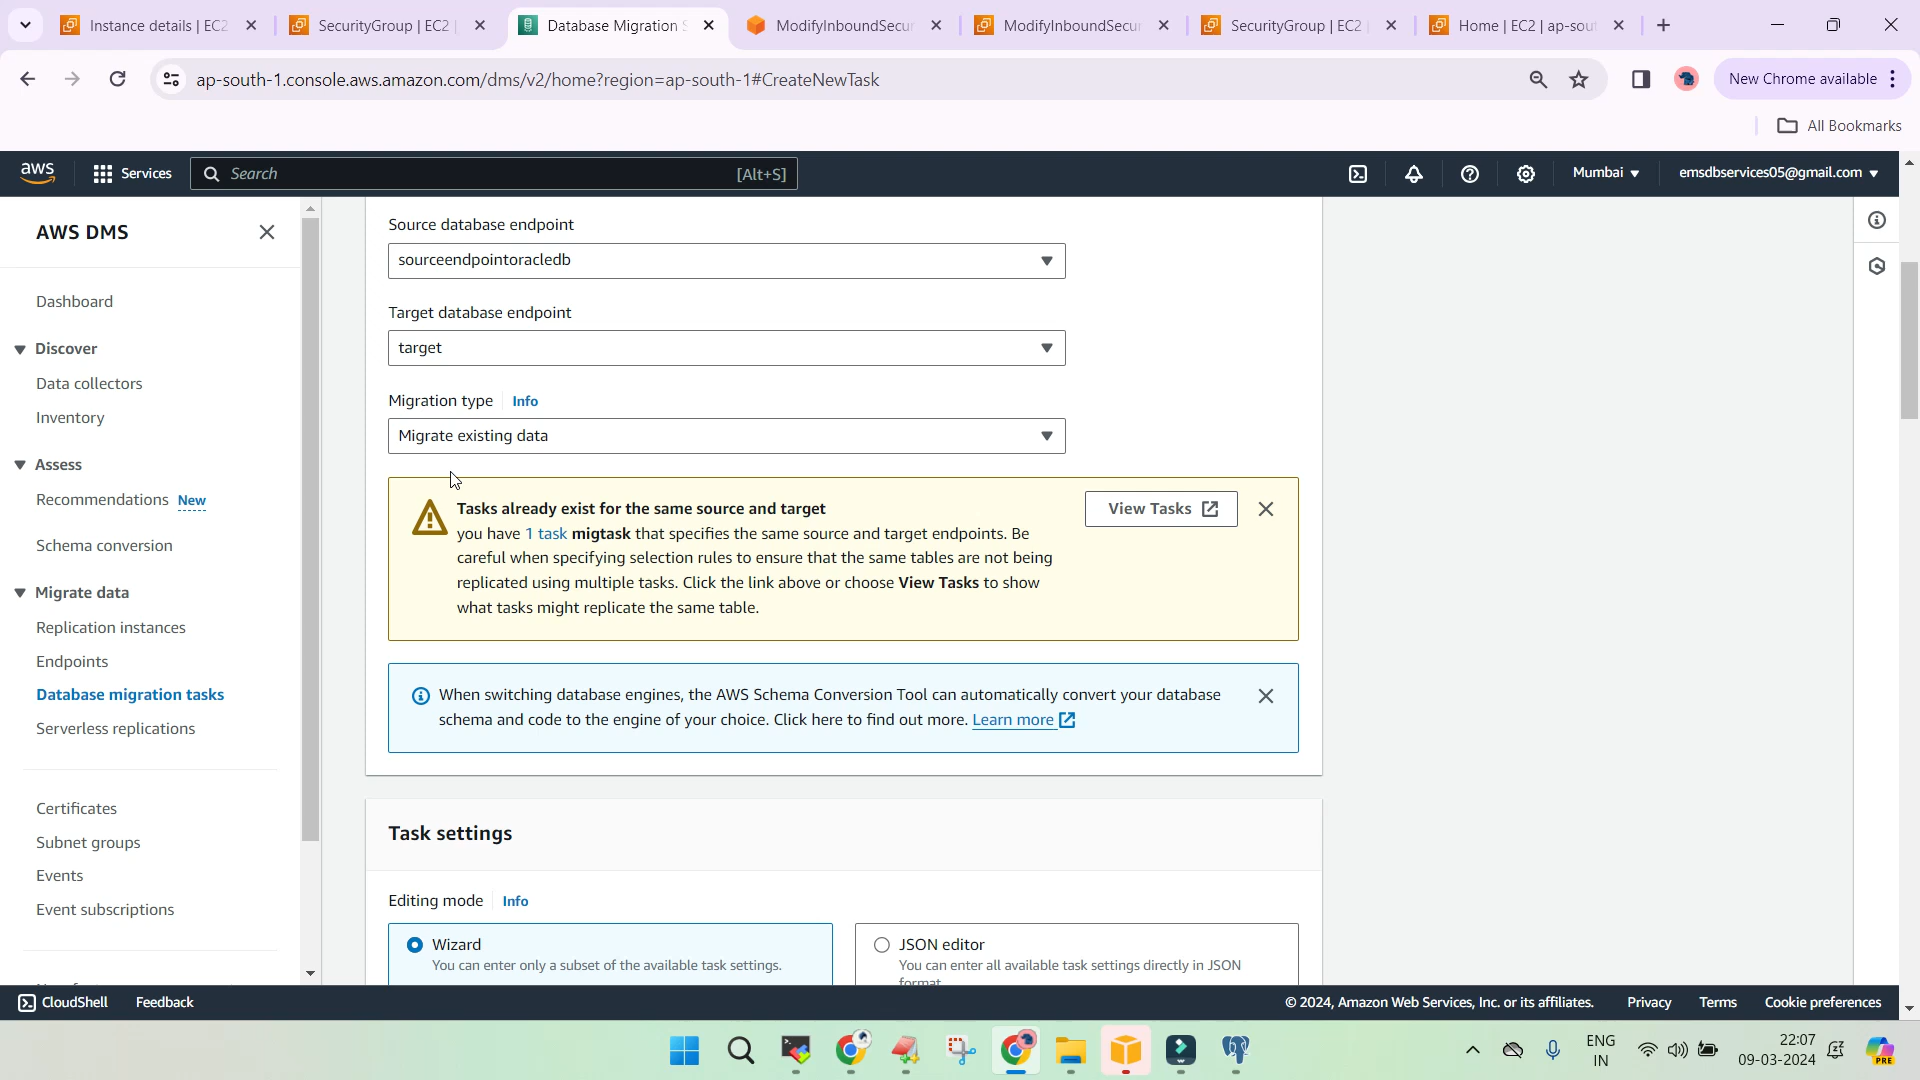 Instance details | EC2
SecurityGroup | EC2 |
Database Migration S
ModifyInboundSecur
ModifyInboundSecur
SecurityGroup | EC2 |
Home | EC2 | ap-sout
ap-south-1.console.aws.amazon.com/dms/v2/home?region=ap-south-1#CreateNewTask
New Chrome available
All Bookmarks
aws
Services
Search
[Alt+S]
Mumbai
emsdbservices05@gmail.com
AWS DMS
Dashboard
Discover
Data collectors
Inventory
Assess
Recommendations New
Schema conversion
Migrate data
Replication instances
Endpoints
Database migration tasks
Serverless replications
Certificates
Subnet groups
Events
Event subscriptions
Source database endpoint
sourceendpointoracledb
Target database endpoint
target
Migration type Info
Migrate existing data
Tasks already exist for the same source and target
you have 1 task migtask that specifies the same source and target endpoints. Be
careful when specifying selection rules to ensure that the same tables are not being
replicated using multiple tasks. Click the link above or choose View Tasks to show
what tasks might replicate the same table.
View Tasks
When switching database engines, the AWS Schema Conversion Tool can automatically convert your database
schema and code to the engine of your choice. Click here to find out more. Learn more
Task settings
Editing mode Info
Wizard
You can enter only a subset of the available task settings.
JSON editor
You can enter all available task settings directly in JSON
format.
CloudShell
Feedback
© 2024, Amazon Web Services, Inc. or its affiliates.
Privacy
Terms
Cookie preferences
ENG
IN
22:07
09-03-2024
PRE